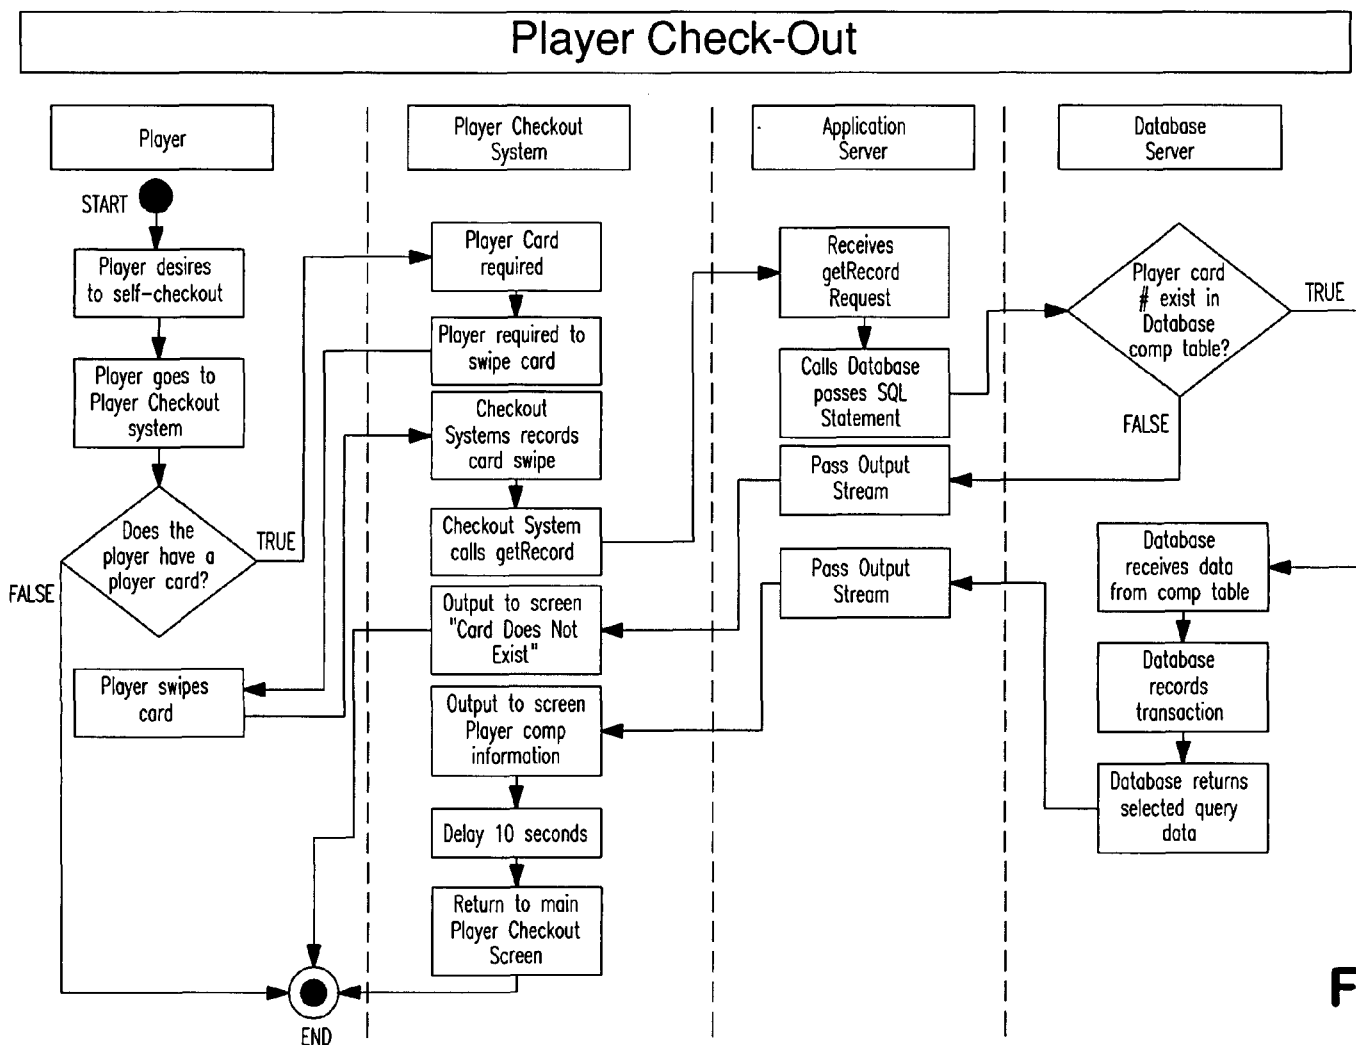 Player Check-Out
Player
Player Checkout
System
Application
Server
Database
Server
START
Player desires
to self-checkout
Player goes to
Player Checkout
system
Does the
player have a
player card?
TRUE
FALSE
Player swipes
card
END
Player Card
required
Player required to
swipe card
Checkout
Systems records
card swipe
Checkout System
calls getRecord
Output to screen
"Card Does Not
Exist"
Output to screen
Player comp
information
Delay 10 seconds
Return to main
Player Checkout
Screen
Receives
getRecord
Request
Calls Database
passes SQL
Statement
Pass Output
Stream
Pass Output
Stream
Player card
# exist in
Database
comp table?
TRUE
FALSE
Database
receives data
from comp table
Database
records
transaction
Database returns
selected query
data
F